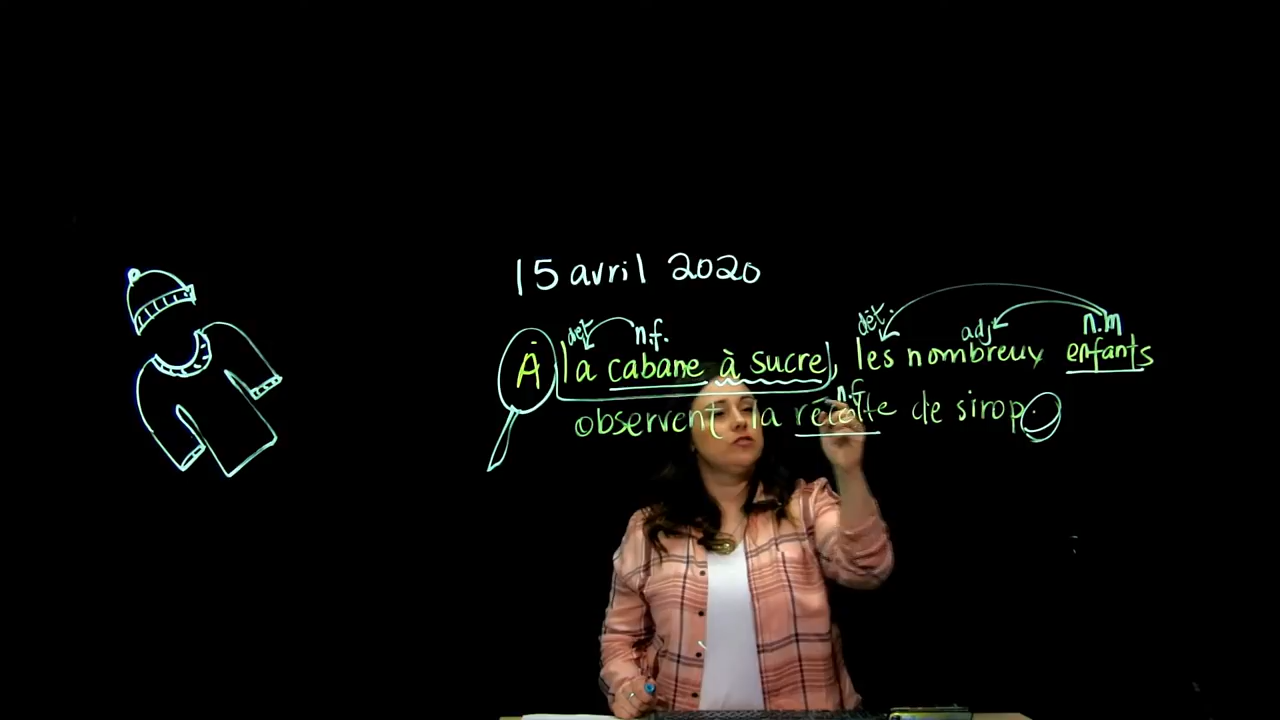 15 avril 2020
dét n.f. dét. adj n.m
À la cabane à sucre, les nombreux enfants
n.f
observent la récolte de sirop.